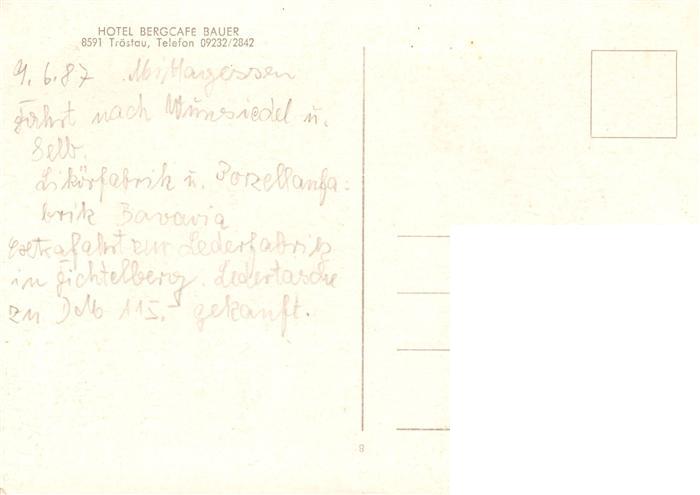 HOTEL BERGCAFE BAUER
8591 Tröstau, Telefon 09232/2842
9.6.87 Mittagessen
Fahrt nach Wunsiedel u.
Selb.
Likörfabrik u. Porzellanfa-
brik Bavaria
Extrafahrt zur Lederfabrik
in Fichtelberg. Ledertasche
zu DM 115.- gekauft.
8